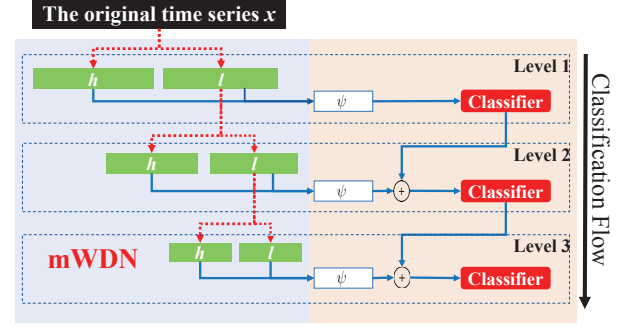 The original time series x
Level 1
h
l
ψ
Classifier
Level 2
h
l
ψ
+
Classifier
Level 3
h
l
mWDN
ψ
+
Classifier
Classification Flow